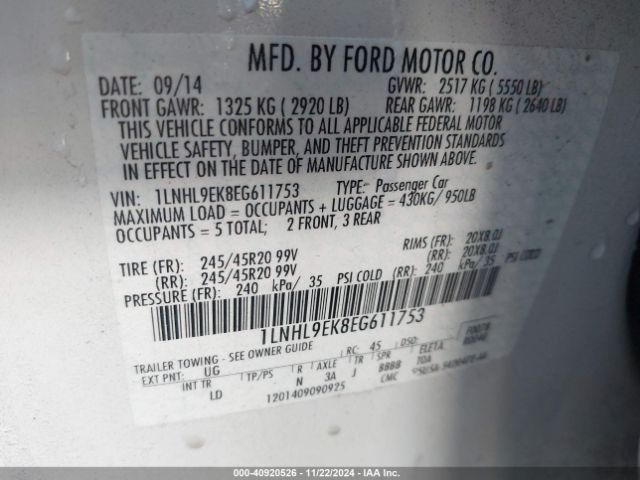 MFD. BY FORD MOTOR CO.
DATE: 09/14 GVWR: 2517 KG ( 5550 LB)
FRONT GAWR: 1325 KG ( 2920 LB) REAR GAWR: 1198 KG ( 2640 LB)
THIS VEHICLE CONFORMS TO ALL APPLICABLE FEDERAL MOTOR
VEHICLE SAFETY, BUMPER, AND THEFT PREVENTION STANDARDS
IN EFFECT ON THE DATE OF MANUFACTURE SHOWN ABOVE.
VIN: 1LNHL9EK8EG611753 TYPE: Passenger Car
MAXIMUM LOAD = OCCUPANTS + LUGGAGE = 430KG/ 950LB
OCCUPANTS = 5 TOTAL; 2 FRONT, 3 REAR
TIRE (FR): 245/45R20 99V RIMS (FR): 20X8.0J
(RR): 245/45R20 99V (RR): 20X8.0J
PRESSURE (FR): 240 kPa/ 35 PSI COLD (RR): 240 kPa/35 PSI COLD
1LNHL9EK8EG611753
F0078
TRAILER TOWING - SEE OWNER GUIDE RC: 45 DSO:
EXT PNT: UG R AXLE TR SPR ELETA
INT TR TP/PS N 3A J BBBB TOA
LD CMC
1201409090925
000-40920526 - 11/22/2024 - IAA Inc.